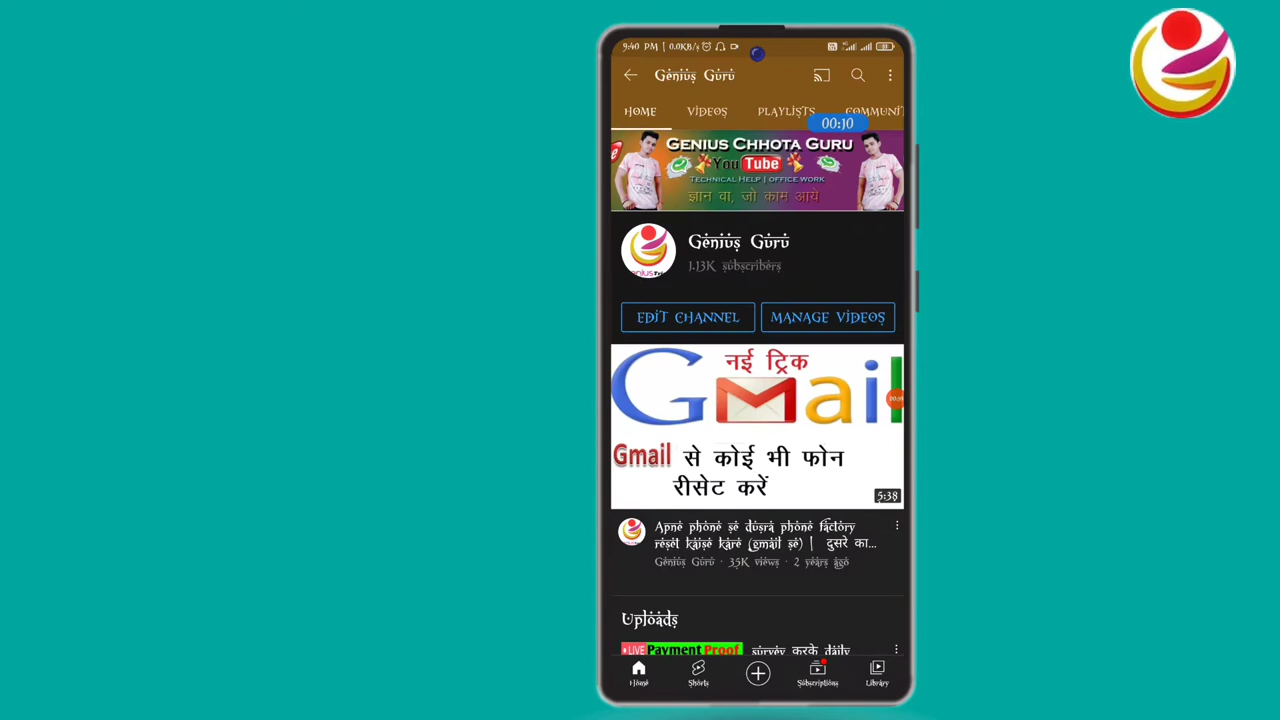 9:40 PM | 0.0KB/s
Genius Guru
HOME VIDEOS PLAYLISTS COMMUNIT
00:10
GENIUS CHHOTA GURU
YouTube
TECHNICAL HELP | OFFICE WORK
ज्ञान वा, जो काम आये
Genius Guru
1.13K subscribers
EDIT CHANNEL MANAGE VIDEOS
नई ट्रिक
Gmail
Gmail से कोई भी फोन
रीसेट करें
5:38
Apne phone se dusra phone factory
reset kaise kare (gmail se) | दुसरे का...
Genius Guru · 35K views · 2 years ago
Uploads
LIVE Payment Proof survey करके daily
Home Shorts Subscriptions Library